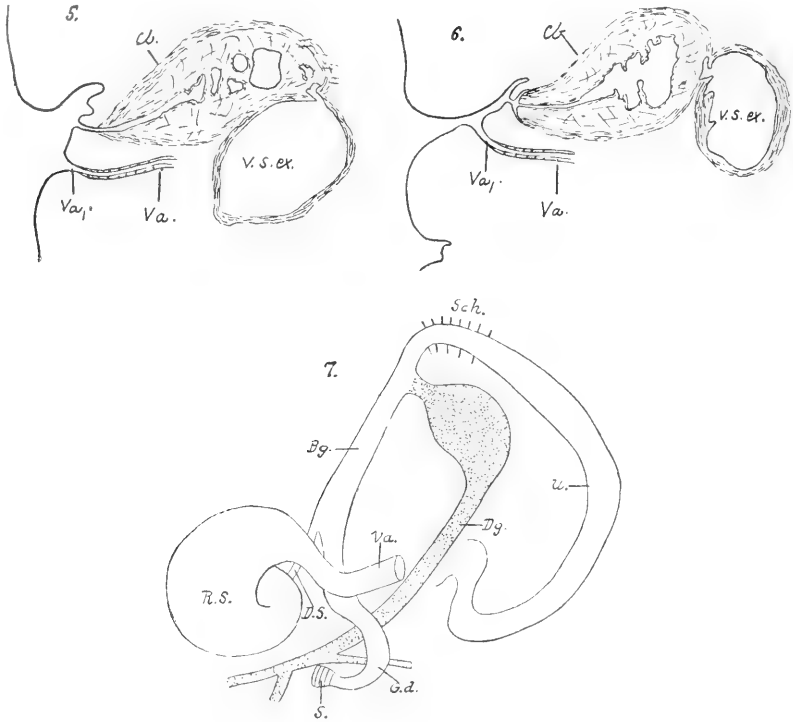 5.
Cb.
v.s.ex.
Va₁.
Va.
6.
Cb.
v.s.ex.
Va₁.
Va.
7.
Sch.
Bg.
U.
Dg.
Va.
R.S.
D.S.
G.d.
S.